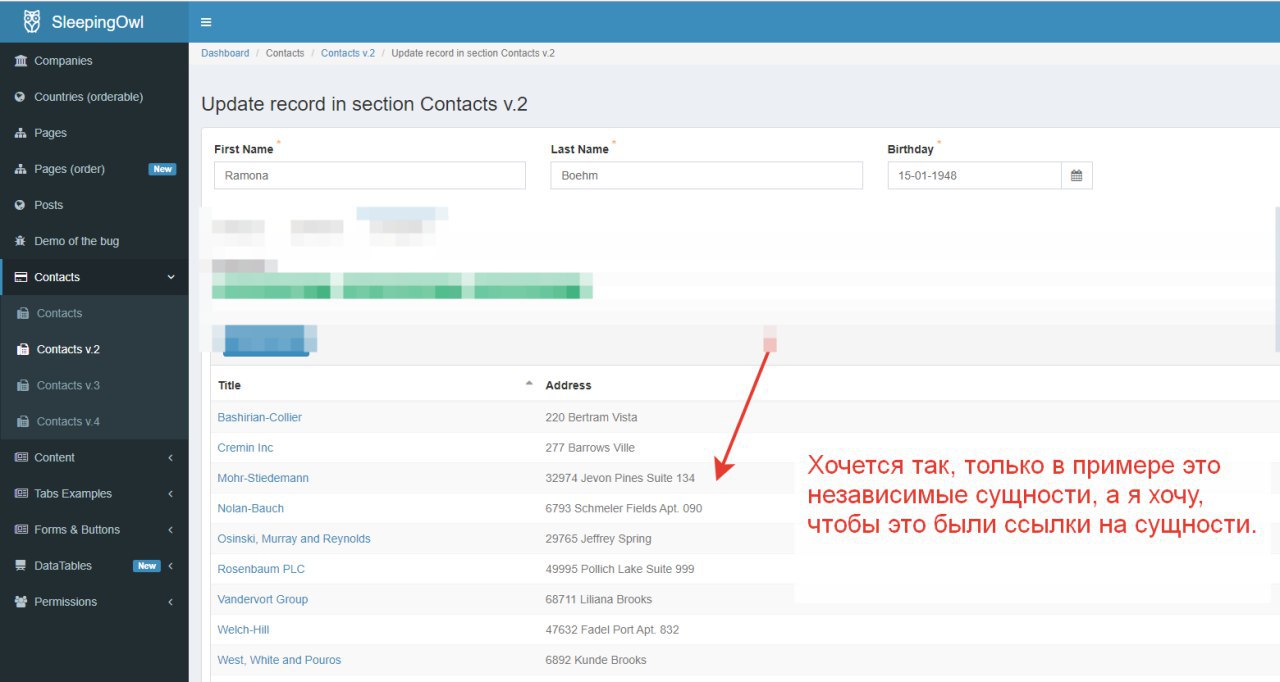 SleepingOwl
Companies
Countries (orderable)
Pages
Pages (order) New
Posts
Demo of the bug
Contacts
Contacts
Contacts v.2
Contacts v.3
Contacts v.4
Content
Tabs Examples
Forms & Buttons
DataTables New
Permissions
Dashboard / Contacts / Contacts v.2 / Update record in section Contacts v.2
Update record in section Contacts v.2
First Name * Last Name * Birthday *
Ramona Boehm 15-01-1948
Title Address
Bashirian-Collier 220 Bertram Vista
Cremin Inc 277 Barrows Ville
Mohr-Stiedemann 32974 Jevon Pines Suite 134
Nolan-Bauch 6793 Schmeler Fields Apt. 090
Osinski, Murray and Reynolds 29765 Jeffrey Spring
Rosenbaum PLC 49995 Pollich Lake Suite 999
Vandervort Group 68711 Liliana Brooks
Welch-Hill 47632 Fadel Port Apt. 832
West, White and Pouros 6892 Kunde Brooks
Хочется так, только в примере это
независимые сущности, а я хочу,
чтобы это были ссылки на сущности.